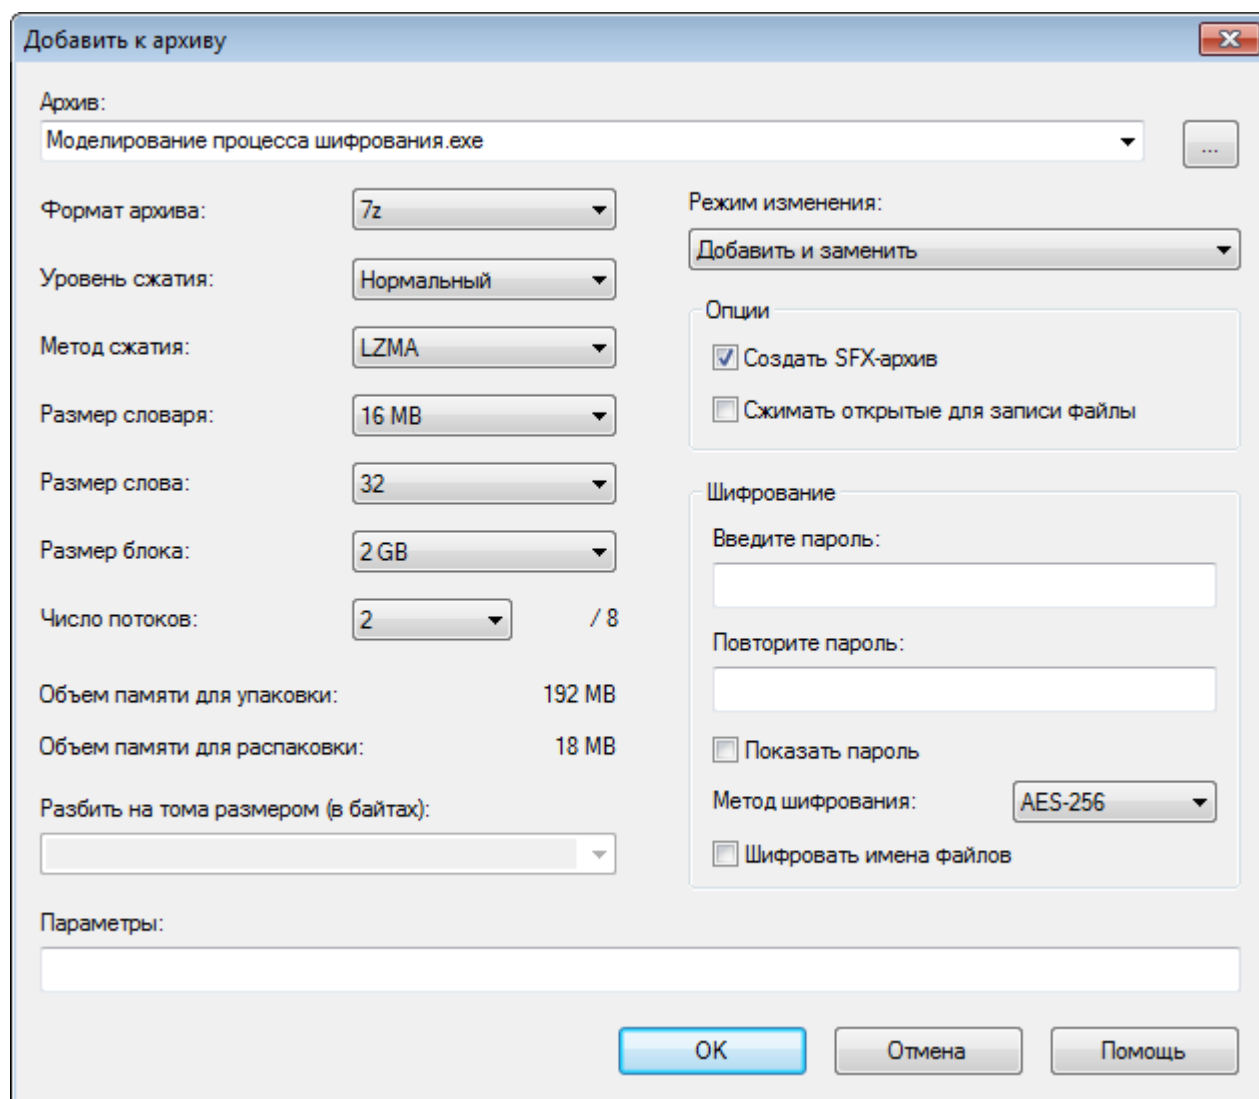 Добавить к архиву
Архив:
Моделирование процесса шифрования.exe
...
Формат архива: 7z
Уровень сжатия: Нормальный
Метод сжатия: LZMA
Размер словаря: 16 MB
Размер слова: 32
Размер блока: 2 GB
Число потоков: 2 / 8
Объем памяти для упаковки: 192 MB
Объем памяти для распаковки: 18 MB
Разбить на тома размером (в байтах):
Режим изменения:
Добавить и заменить
Опции
Создать SFX-архив
Сжимать открытые для записи файлы
Шифрование
Введите пароль:
Повторите пароль:
Показать пароль
Метод шифрования: AES-256
Шифровать имена файлов
Параметры:
OK Отмена Помощь